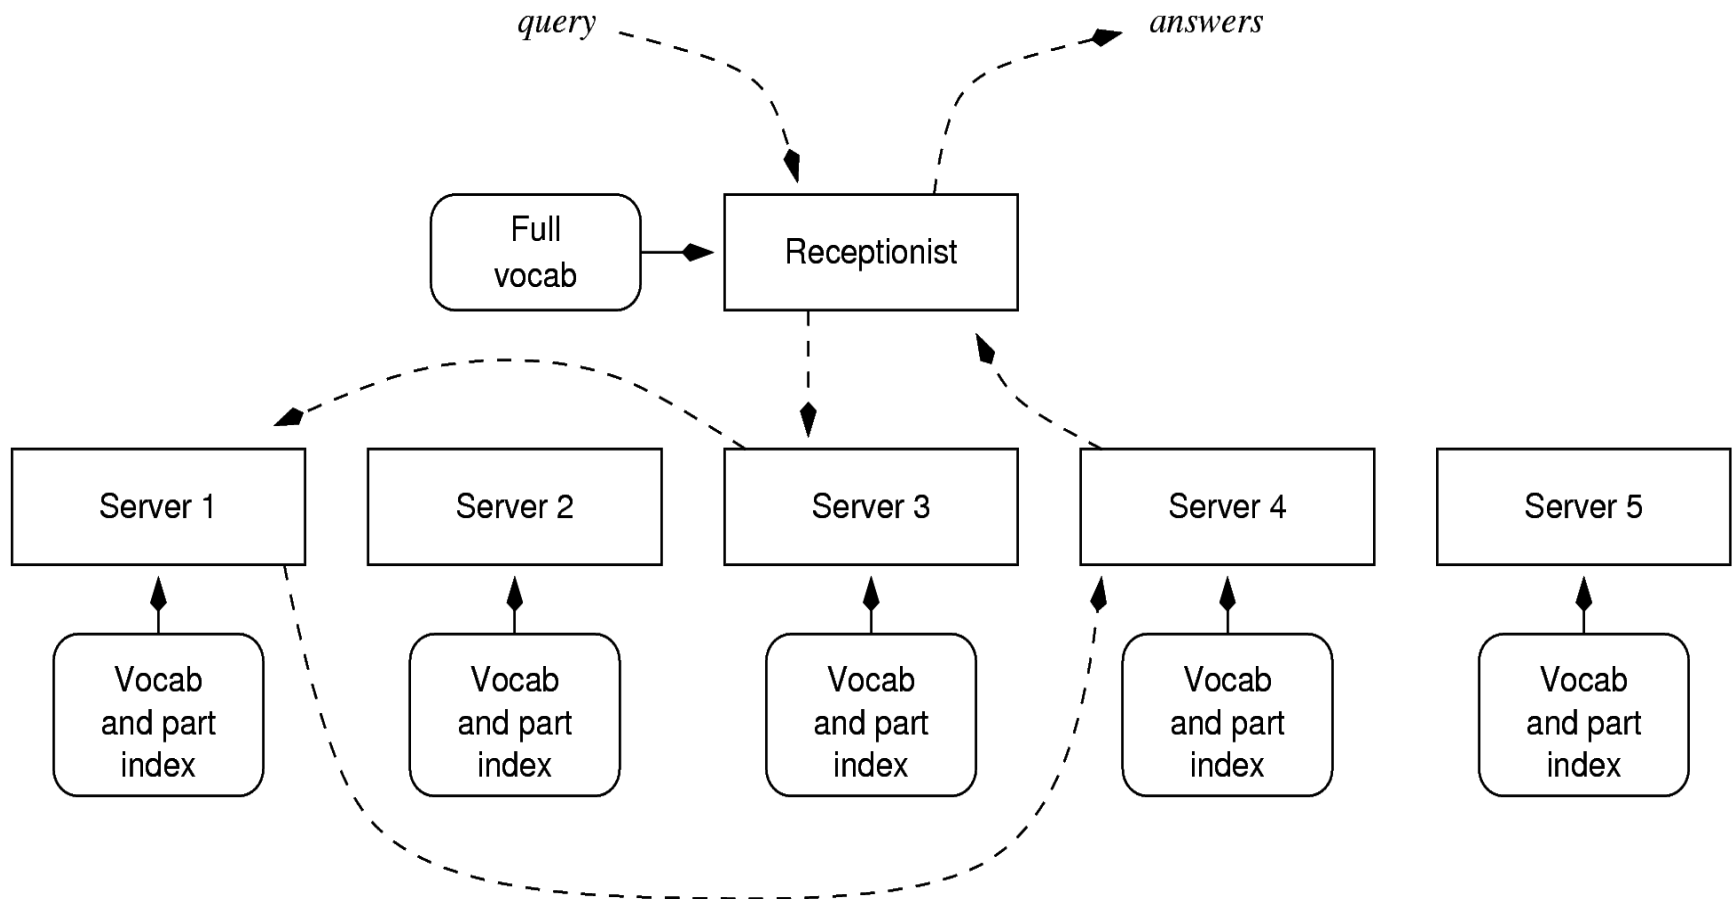 query
answers
Full
vocab
Receptionist
Server 1
Server 2
Server 3
Server 4
Server 5
Vocab
and part
index
Vocab
and part
index
Vocab
and part
index
Vocab
and part
index
Vocab
and part
index